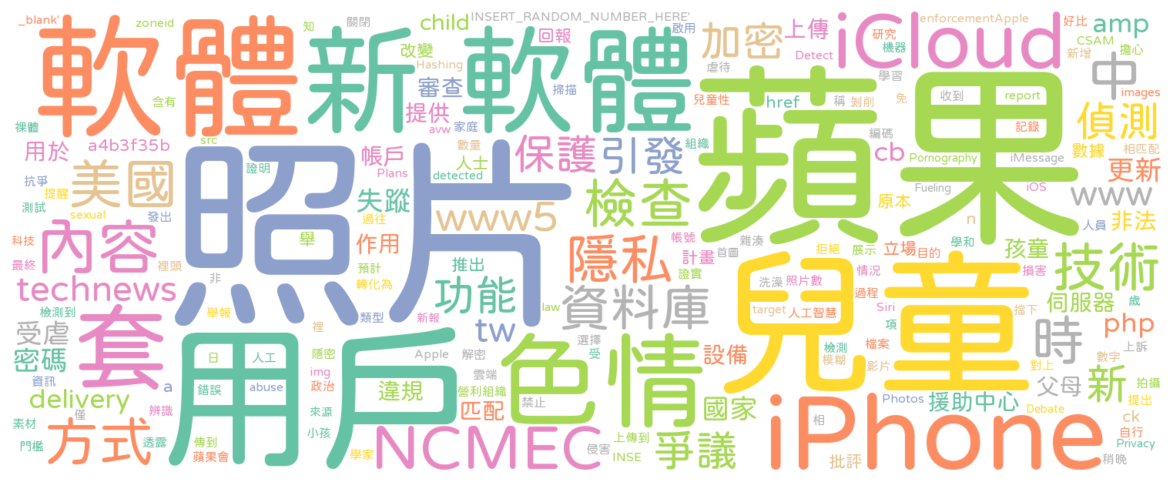 _blank'
zoneid
知
關閉
child
INSERT_RANDOM_NUMBER_HERE'
啟用
加密
上傳
iCloud
enforcementApple
好比
amp
軟體
新
軟體
改變
回報
Hashing
審查
掃描
虐待
Detect
研究
機器
新增
CSAM
擔心
中
含有
提供
兒童性
href
學習
稱
剝削
免
收到
report
images
偵測
裸體
src
avw
家庭
數量
組織
蘋果
編碼
記錄
相匹配
用於
a4b3f35b
證明
帳戶
人士
保護
引發
cb
Pornography
iMessage
數據
更新
抗爭
美國
照片
Plans
detected
檢查
Fueling
iOS
www
提醒
測試
sexual
發出
失蹤
過往
www5
原本
n
人員
非法
科技
內容
舉
作用
隱私
帳號
雞湊
首圖
拒絕
展示
立場
目的
學和
孩童
技術
最終
裡頭
非
預計
轉化為
推出
計畫
證實
兒童
情況
損害
technews
檢測到
舉報
類型
新報
功能
law
tw
資料庫
洗澡
照片數
過程
Siri
擋下
伺服器
歲
受虐
套
用戶
裡
選擇
target
人工智慧
項
時
php
密碼
日
人工
隱密
Apple
解密
受
色情
設備
檢測
模糊
檔案
數字
上訴
資訊
a
錯誤
abuse
img
政治
違規
雲端
營利組織
影片
父母
對上
新
拍攝
delivery
僅
辨識
來源
匹配
禁止
國家
相
Photos
援助中心
Debate
ck
提出
素材
門檻
方式
透露
傳到
蘋果會
小孩
學家
NCMEC
侵害
上傳到
INSE
爭議
iPhone
批評
自行
Privacy
稍晚